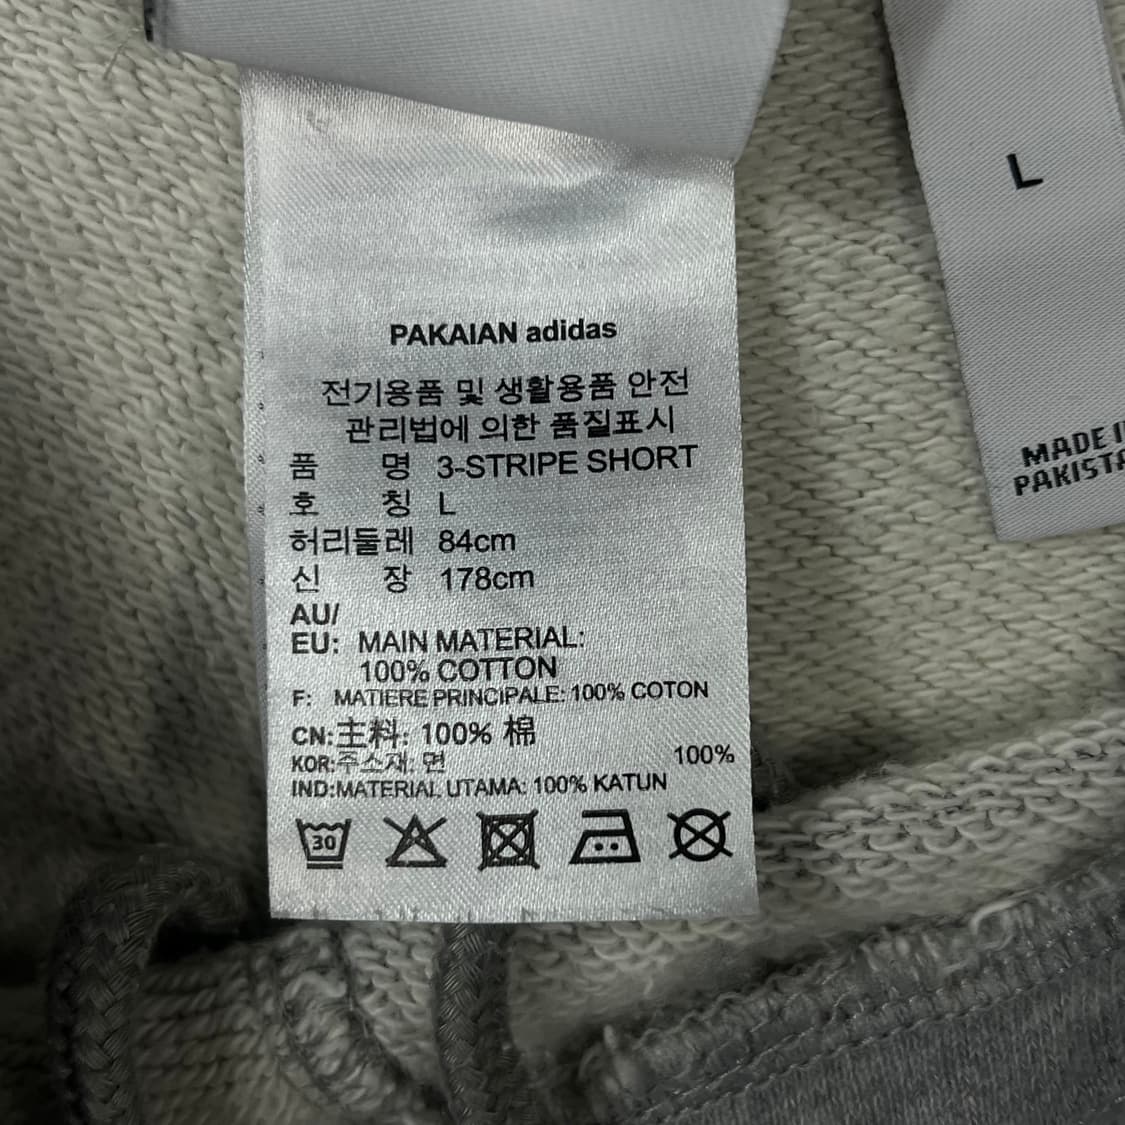 PAKAIAN adidas
전기용품 및 생활용품 안전
관리법에 의한 품질표시
품 명 3-STRIPE SHORT
호 칭 L
허리둘레 84cm
신 장 178cm
AU/
EU: MAIN MATERIAL:
100% COTTON
F: MATIERE PRINCIPALE: 100% COTON
CN:主料: 100% 棉
KOR:주소재: 면 100%
IND:MATERIAL UTAMA: 100% KATUN
30
L
MADE